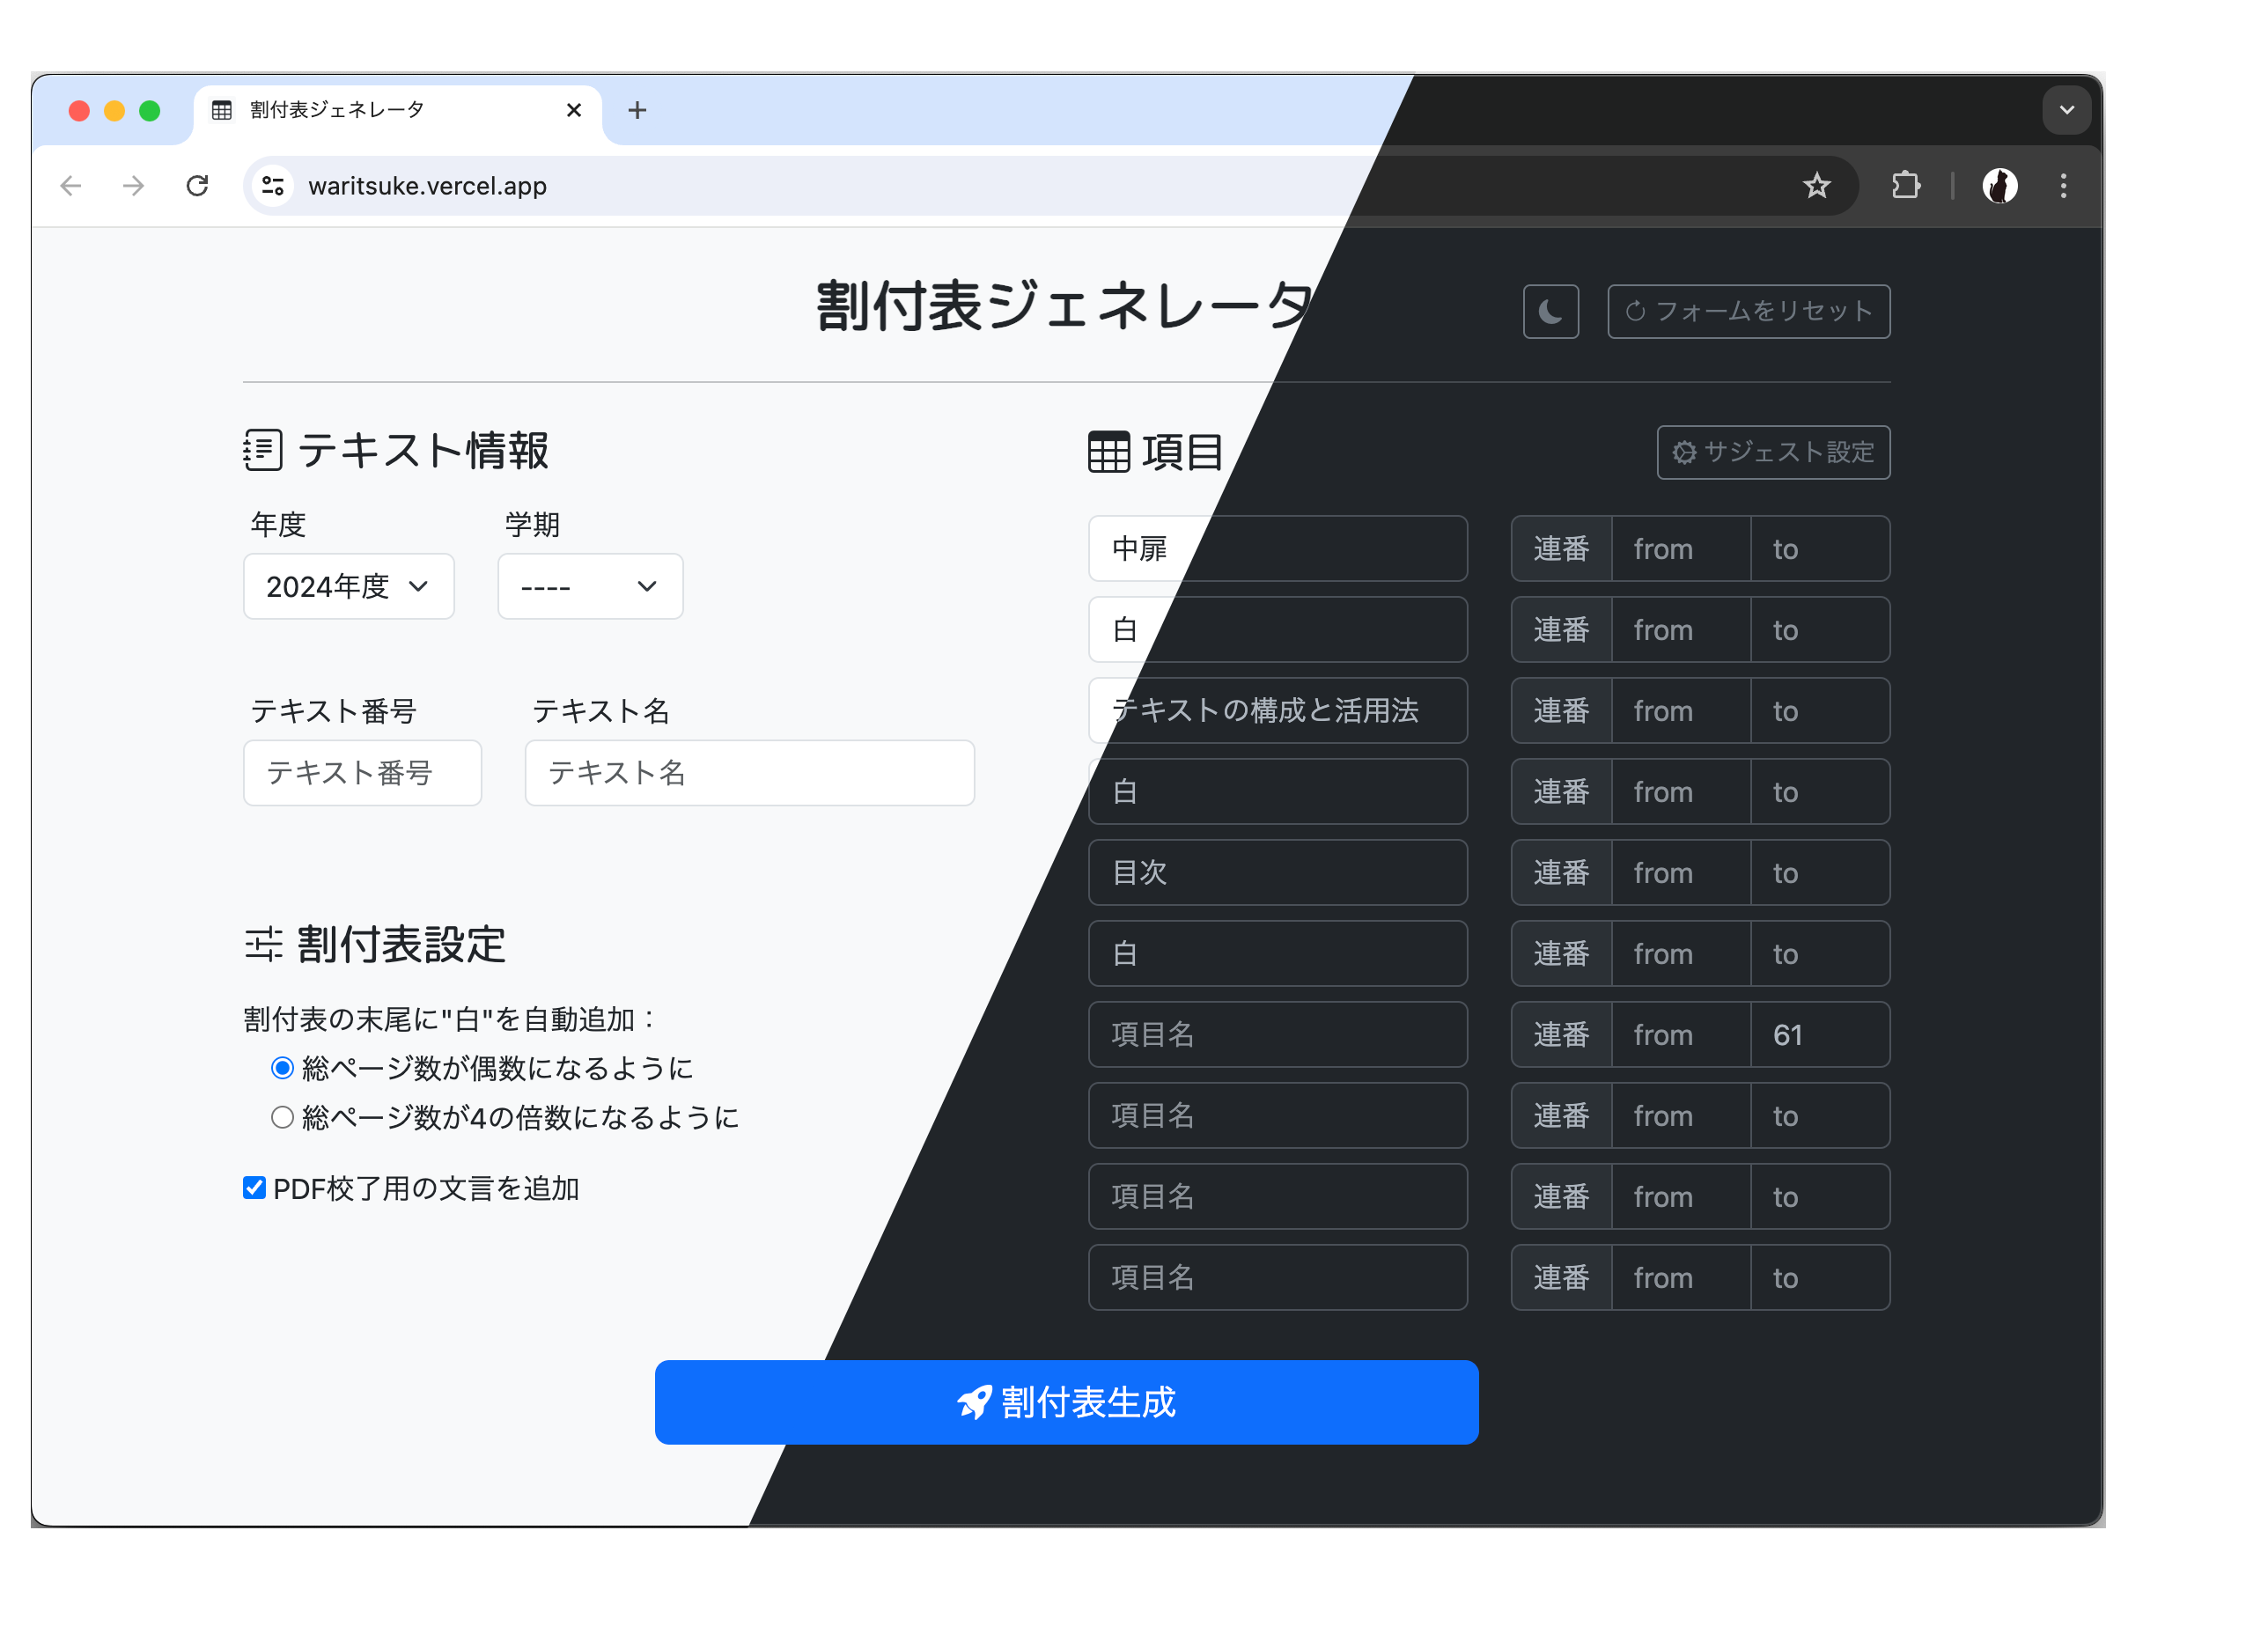 割付表ジェネレータ
waritsuke.vercel.app
割付表ジェネレータ
フォームをリセット
テキスト情報
年度
学期
2024年度
----
テキスト番号
テキスト名
テキスト番号
テキスト名
割付表設定
割付表の末尾に"白"を自動追加：
総ページ数が偶数になるように
総ページ数が4の倍数になるように
PDF校了用の文言を追加
項目
サジェスト設定
中扉 連番 from to
白 連番 from to
テキストの構成と活用法 連番 from to
白 連番 from to
目次 連番 from to
白 連番 from to
項目名 連番 from 61
項目名 連番 from to
項目名 連番 from to
項目名 連番 from to
割付表生成